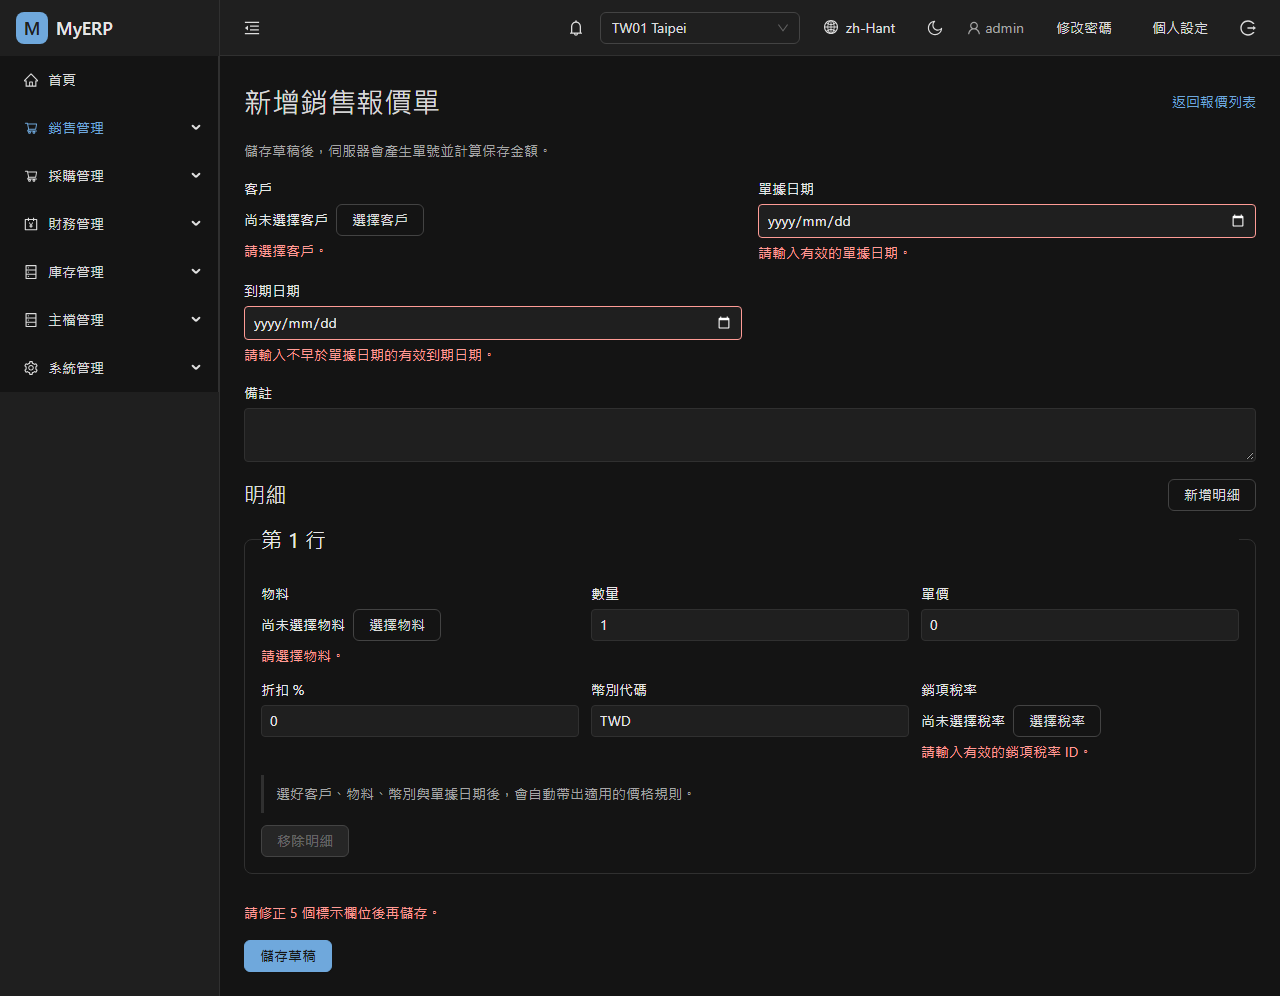 M MyERP
TW01 Taipei
zh-Hant
admin
修改密碼
個人設定
首頁
銷售管理
採購管理
財務管理
庫存管理
主檔管理
系統管理
新增銷售報價單
返回報價列表
儲存草稿後，伺服器會產生單號並計算保存金額。
客戶
尚未選擇客戶 選擇客戶
請選擇客戶。
單據日期
yyyy/mm/dd
請輸入有效的單據日期。
到期日期
yyyy/mm/dd
請輸入不早於單據日期的有效到期日期。
備註
明細
新增明細
第 1 行
物料
尚未選擇物料 選擇物料
請選擇物料。
數量
1
單價
0
折扣 %
0
幣別代碼
TWD
銷項稅率
尚未選擇稅率 選擇稅率
請輸入有效的銷項稅率 ID。
選好客戶、物料、幣別與單據日期後，會自動帶出適用的價格規則。
移除明細
請修正 5 個標示欄位後再儲存。
儲存草稿